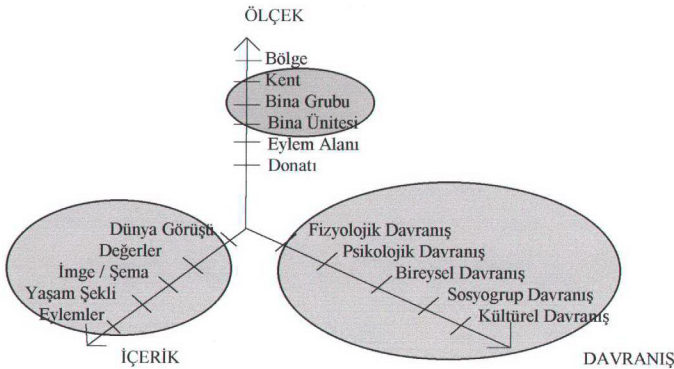 ÖLÇEK
Bölge
Kent
Bina Grubu
Bina Ünitesi
Eylem Alanı
Donatı
Dünya Görüşü
Değerler
İmge / Şema
Yaşam Şekli
Eylemler
İÇERİK
Fizyolojik Davranış
Psikolojik Davranış
Bireysel Davranış
Sosyogrup Davranış
Kültürel Davranış
DAVRANIŞ